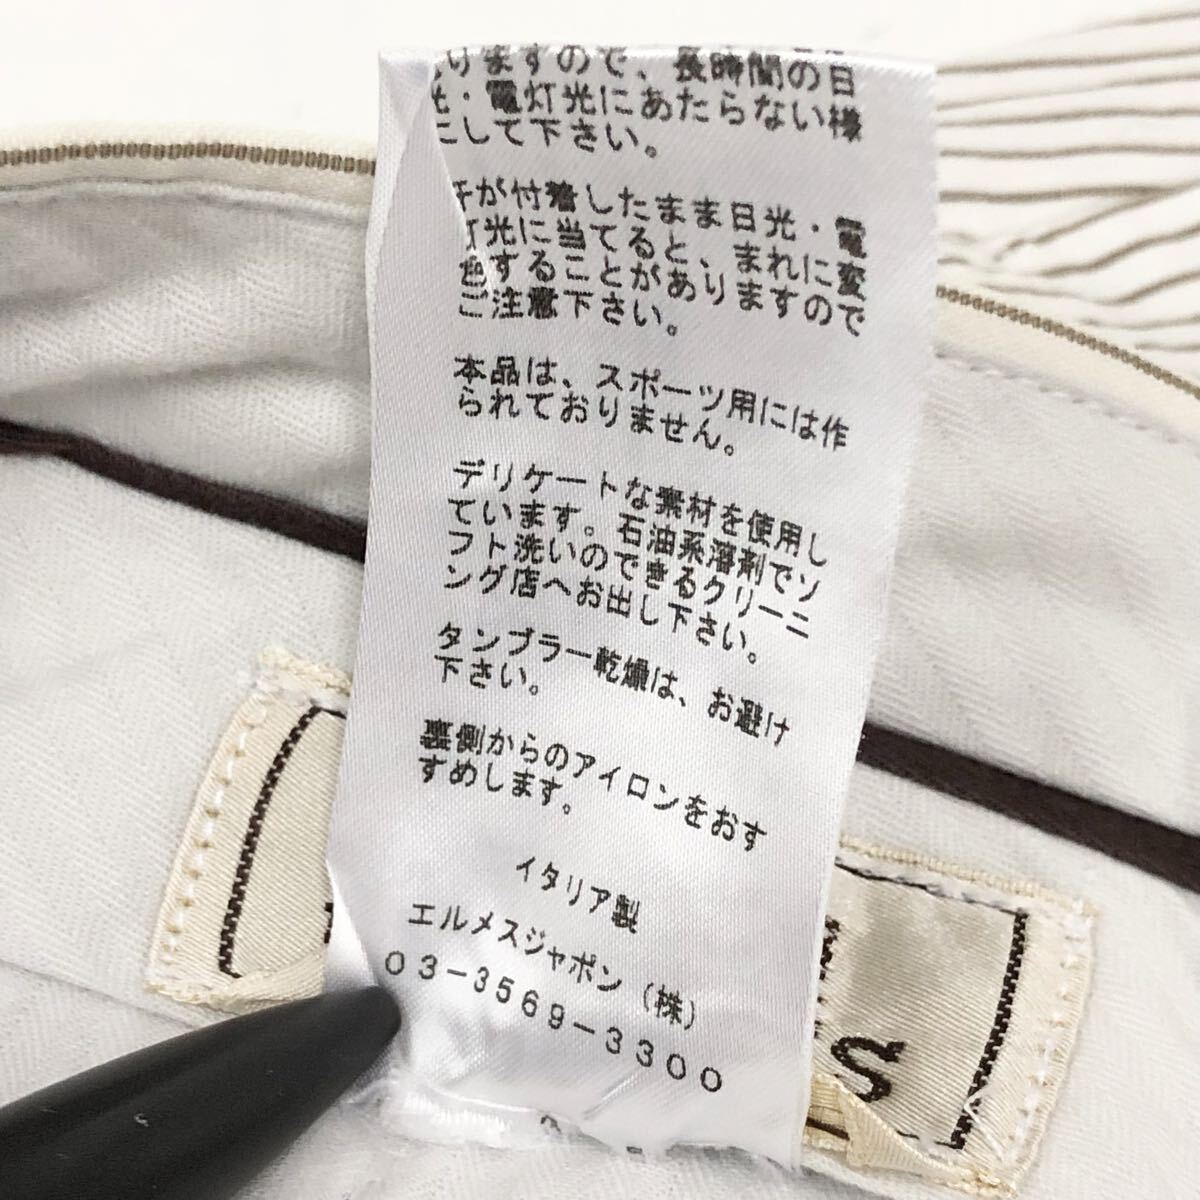 りますので、長時間の日
光・電灯光にあたらない様
にして下さい。
汗が付着したまま日光・電
灯光に当てると、まれに変
色することがありますので
ご注意下さい。
本品は、スポーツ用には作
られておりません。
デリケートな素材を使用し
ています。石油系溶剤でソ
フト洗いのできるクリーニ
ング店へお出し下さい。
タンブラー乾燥は、お避け
下さい。
裏側からのアイロンをおす
すめします。
イタリア製
エルメスジャポン(株)
03-3569-3300
S